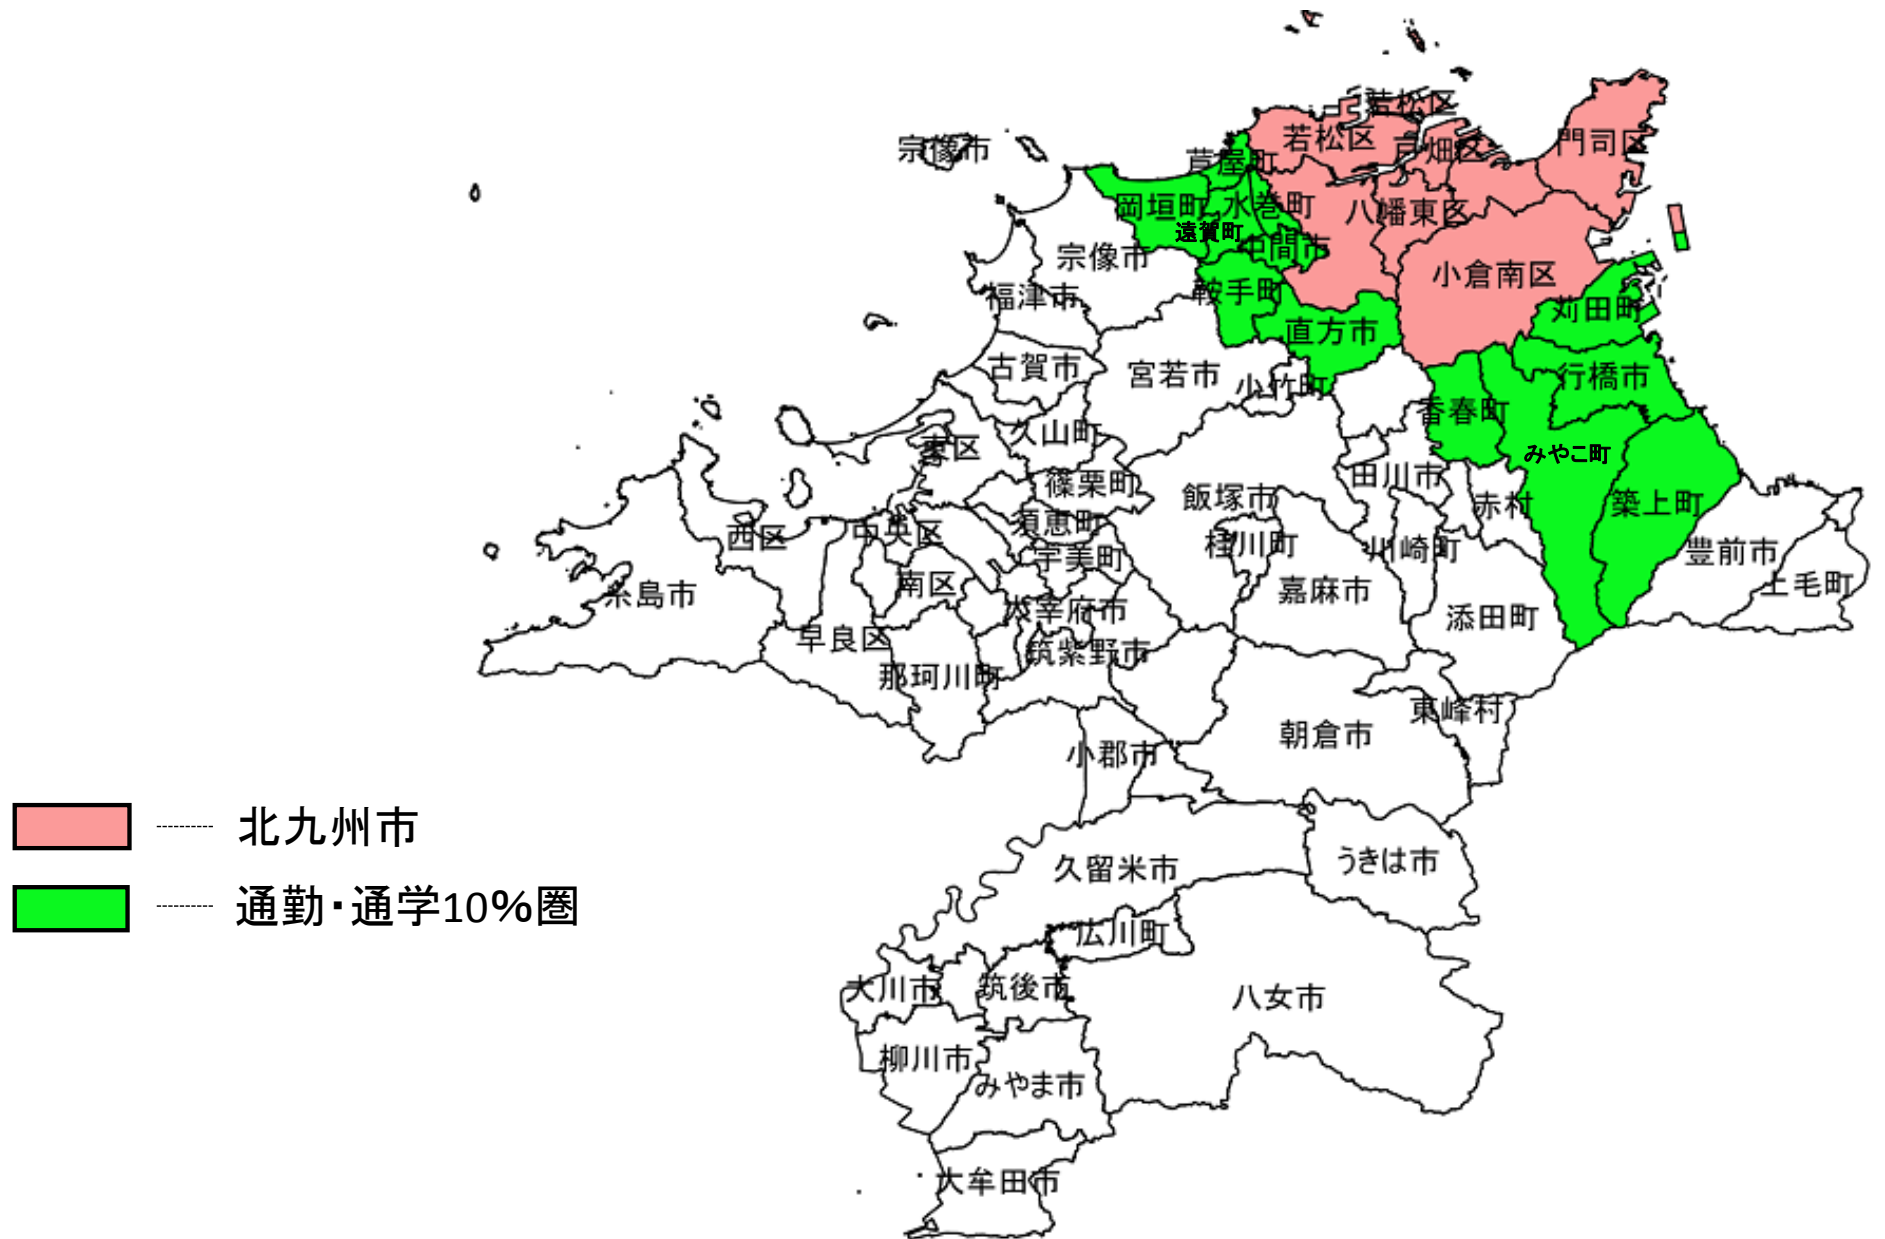 若松区
若松区
戸畑区
門司区
宗像市
芦屋町
岡垣町
水巻町
八幡東区
遠賀町
中間市
宗像市
小倉南区
福津市
鞍手町
苅田町
直方市
古賀市
宮若市
小竹町
行橋市
香春町
久山町
東区
みやこ町
篠栗町
田川市
飯塚市
赤村
築上町
須恵町
西区
中央区
桂川町
川崎町
宇美町
豊前市
南区
嘉麻市
上毛町
糸島市
太宰府市
添田町
早良区
筑紫野市
那珂川町
東峰村
朝倉市
小郡市
北九州市
久留米市
うきは市
通勤・通学10%圏
広川町
大川市
筑後市
八女市
柳川市
みやま市
大牟田市